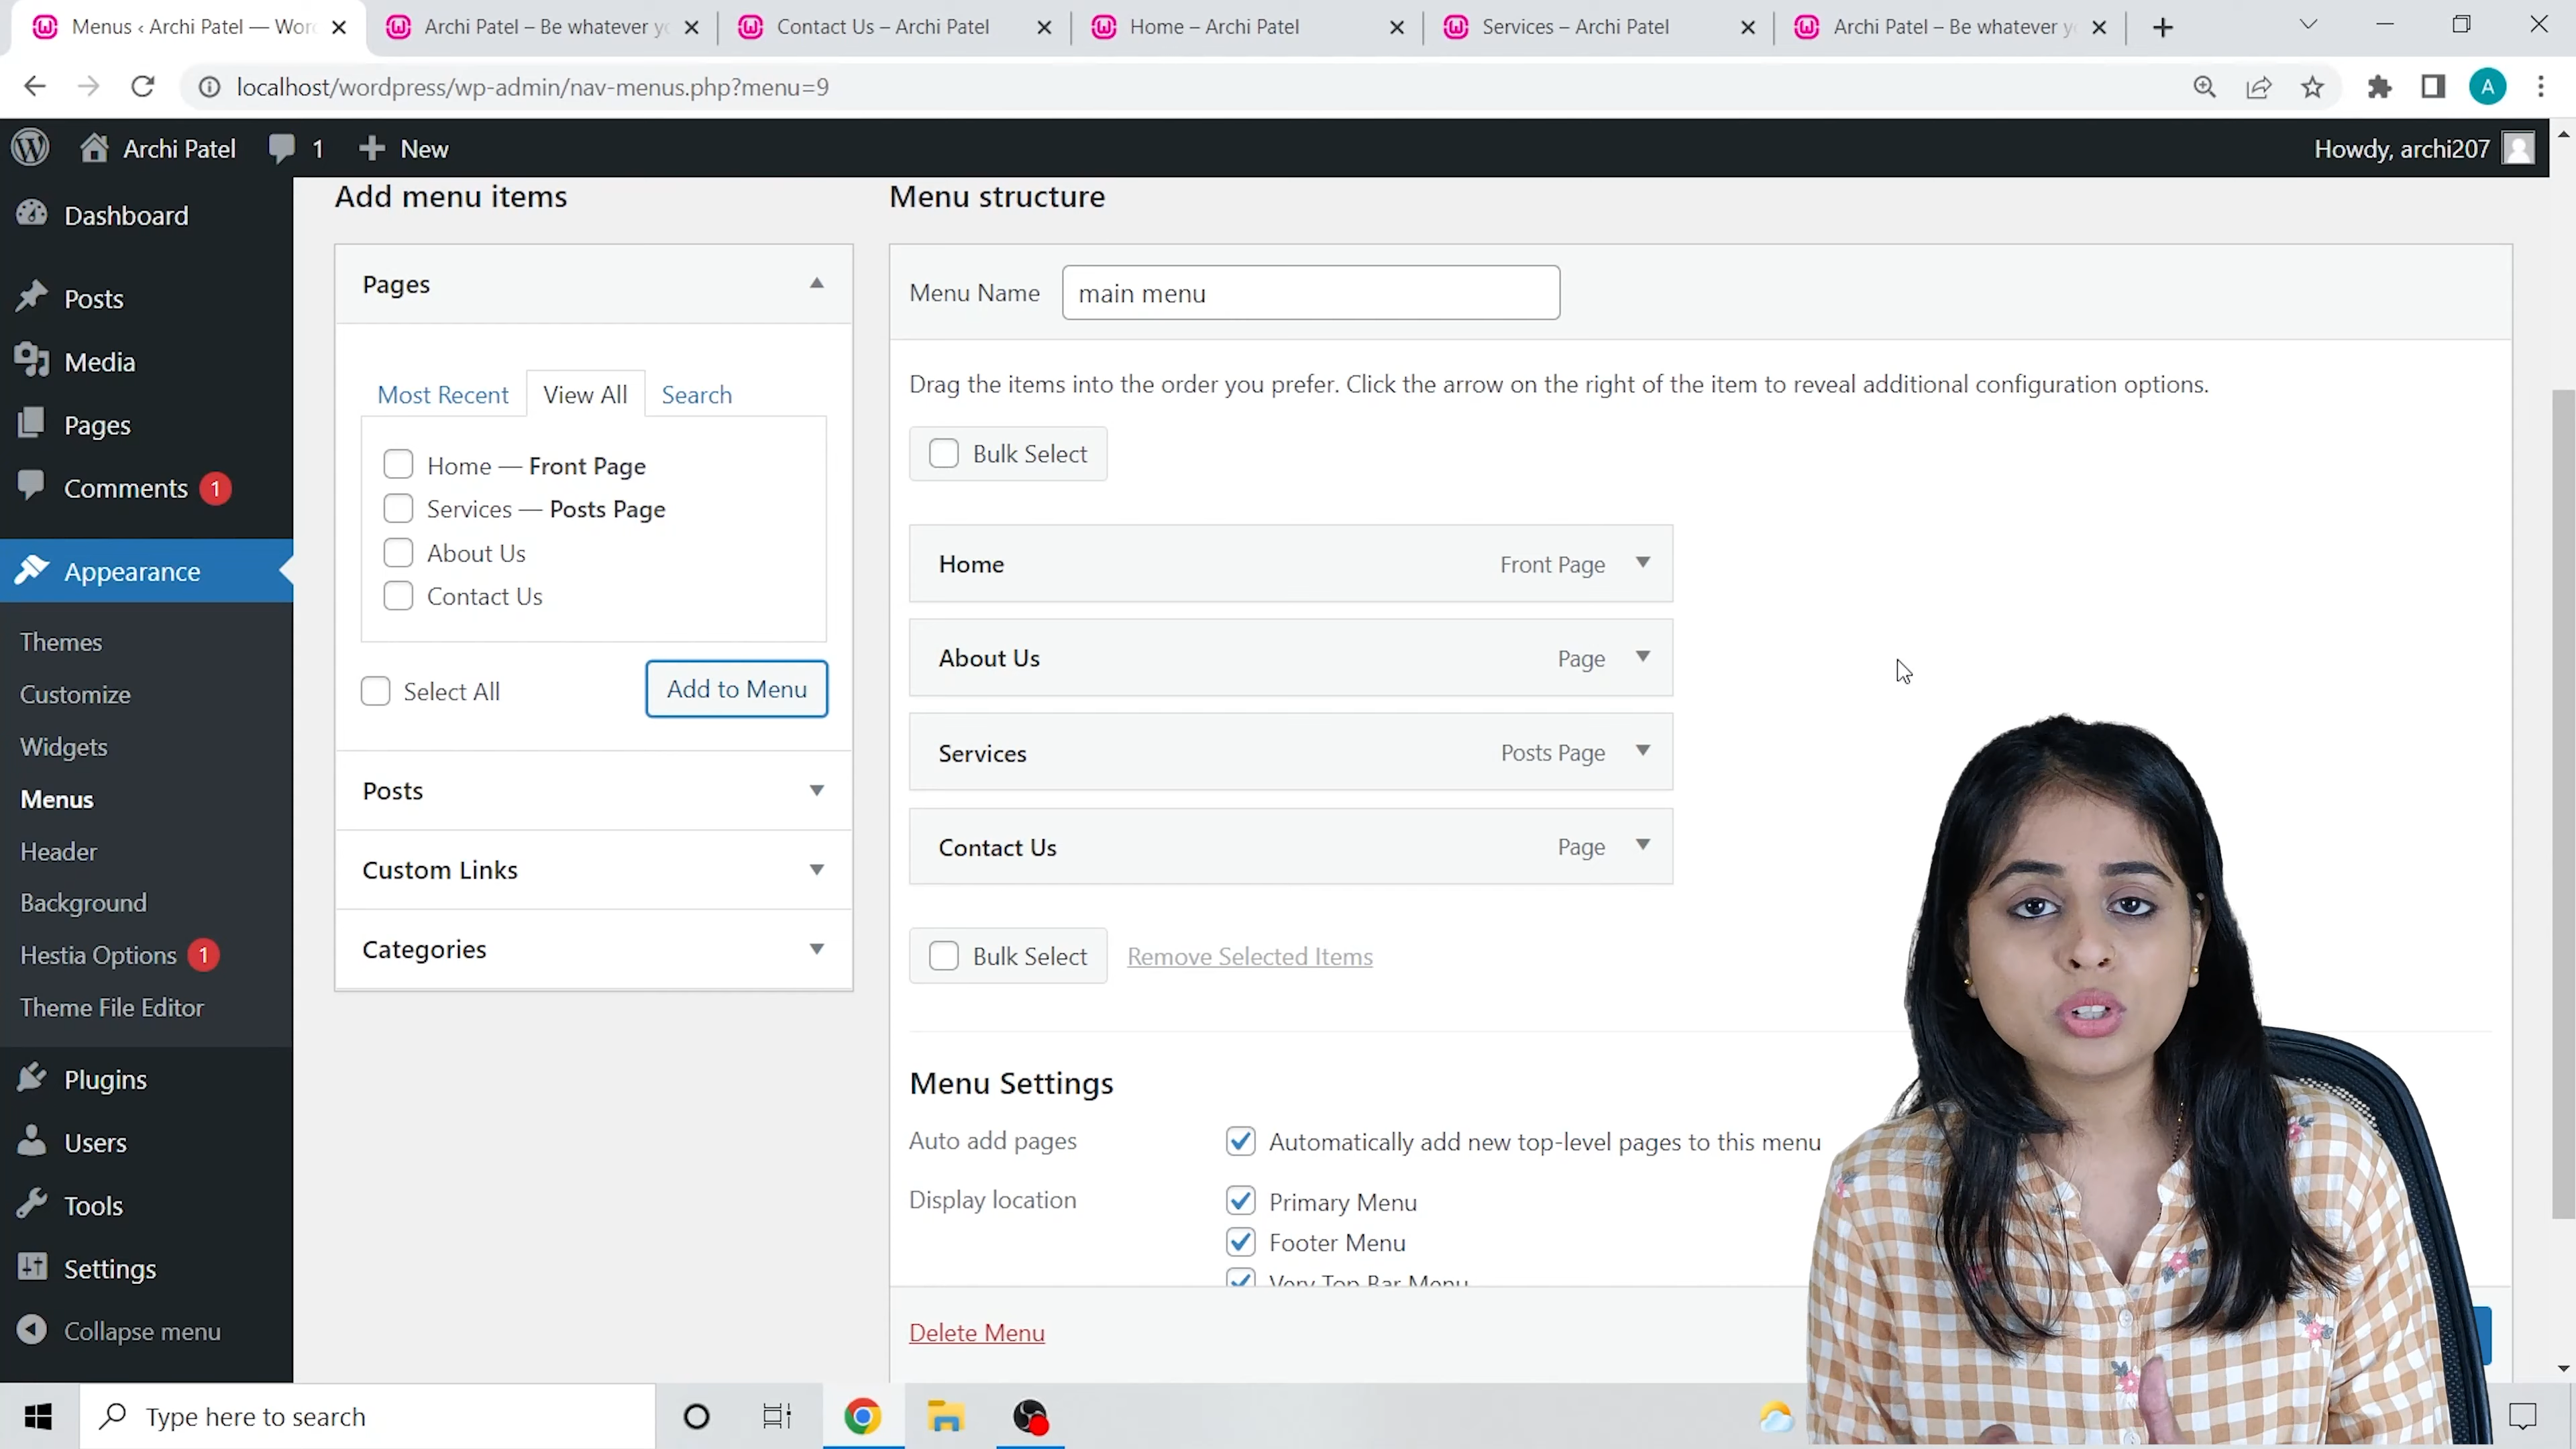 Menus ‹ Archi Patel — Wor
Archi Patel – Be whatever yo
Contact Us – Archi Patel
Home – Archi Patel
Services – Archi Patel
Archi Patel – Be whatever yo
localhost/wordpress/wp-admin/nav-menus.php?menu=9
A
Archi Patel
1
New
Howdy, archi207
Dashboard
Posts
Media
Pages
Comments 1
Appearance
Themes
Customize
Widgets
Menus
Header
Background
Hestia Options 1
Theme File Editor
Plugins
Users
Tools
Settings
Collapse menu
Add menu items
Pages
Most Recent View All Search
Home — Front Page
Services — Posts Page
About Us
Contact Us
Select All
Add to Menu
Posts
Custom Links
Categories
Menu structure
Menu Name main menu
Drag the items into the order you prefer. Click the arrow on the right of the item to reveal additional configuration options.
Bulk Select
Home Front Page
About Us Page
Services Posts Page
Contact Us Page
Bulk Select Remove Selected Items
Menu Settings
Auto add pages Automatically add new top-level pages to this menu
Display location Primary Menu
Footer Menu
Very Top Bar Menu
Delete Menu
Type here to search